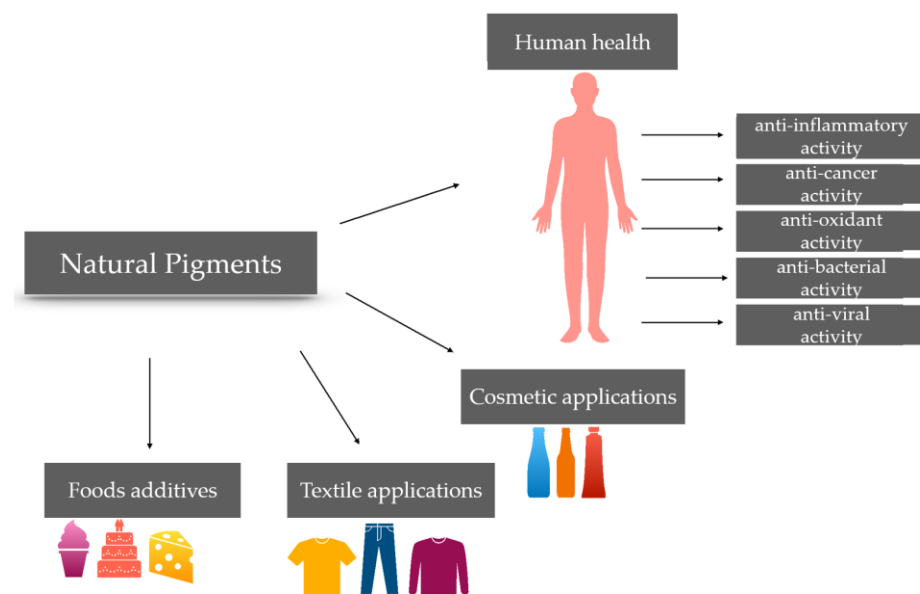 Human health
anti-inflammatory
activity
anti-cancer
activity
anti-oxidant
activity
anti-bacterial
activity
anti-viral
activity
Natural Pigments
Cosmetic applications
Foods additives
Textile applications